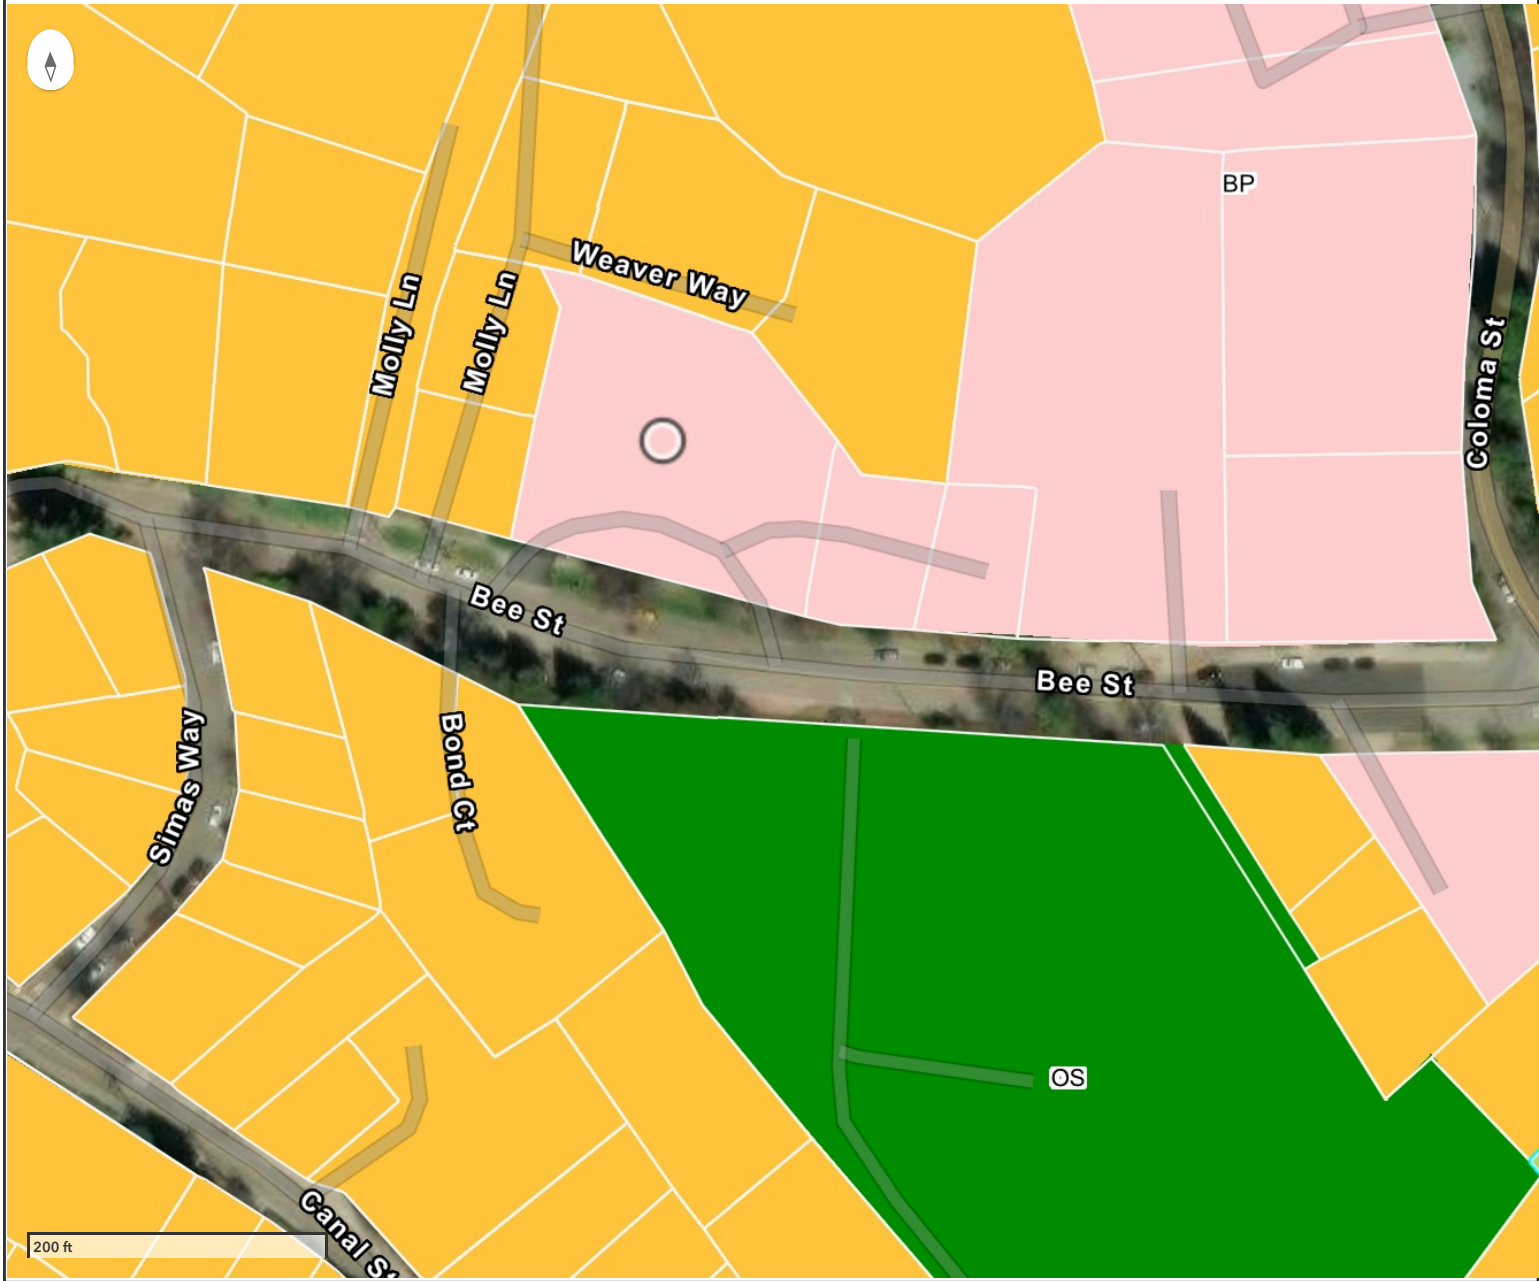 BP
Weaver Way
Molly Ln
Molly Ln
Coloma St
Bee St
Bee St
Bond Ct
Simas Way
OS
Canal St
200 ft